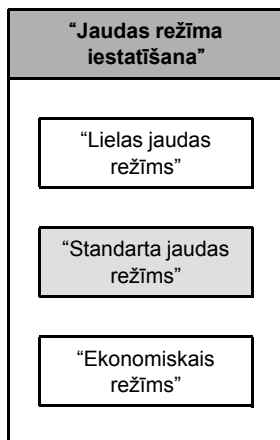 “Jaudas režīma
iestatīšana”
“Lielas jaudas
režīms”
“Standarta jaudas
režīms”
“Ekonomiskais
režīms”